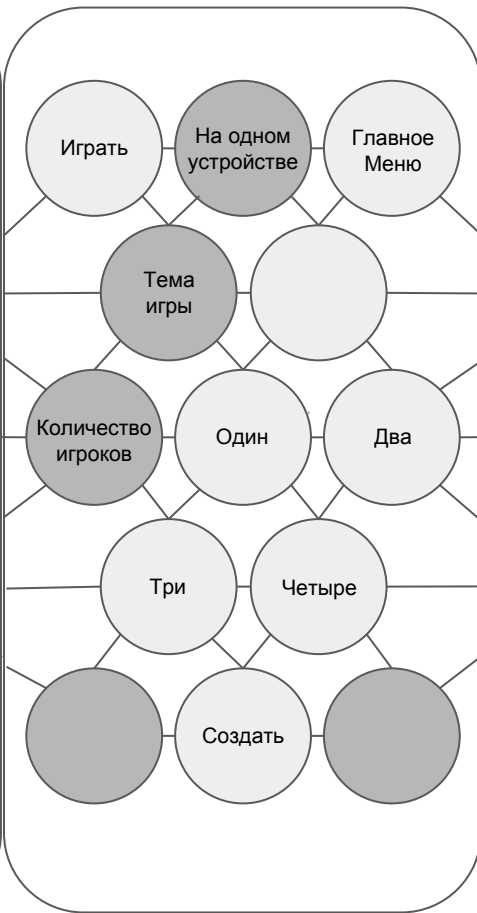 Играть
На одном
устройстве
Главное
Меню
Тема
игры
Количество
игроков
Один
Два
Три
Четыре
Создать